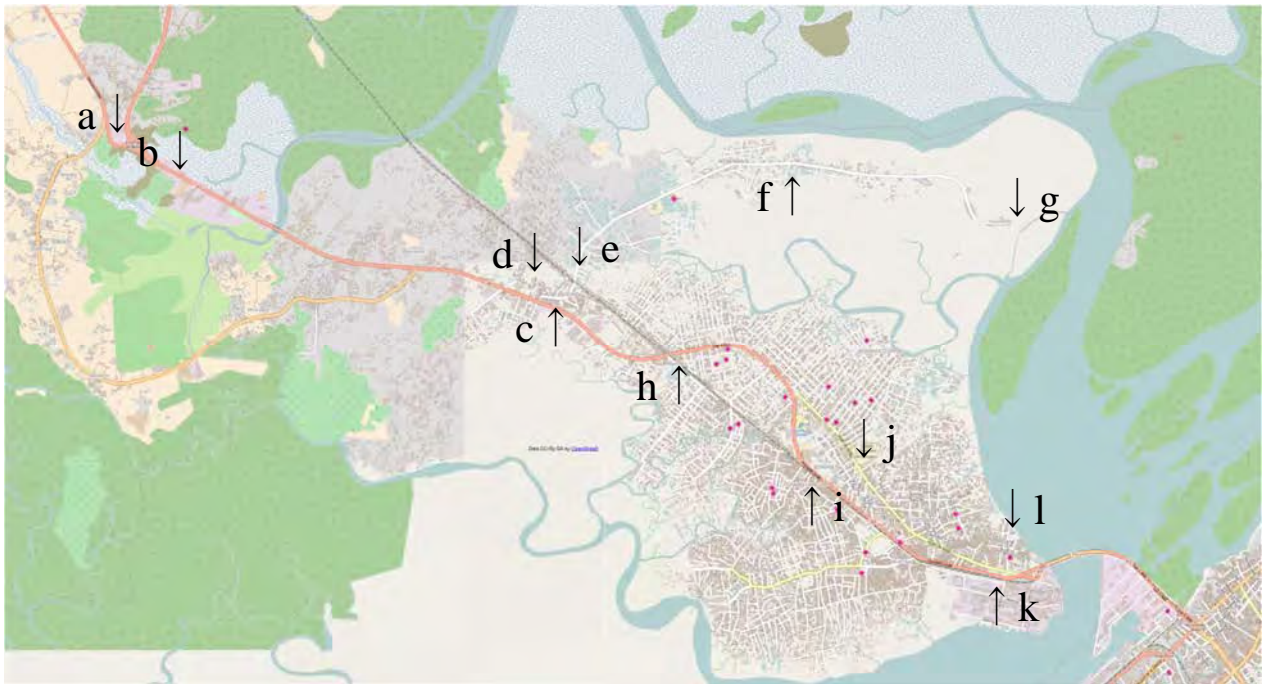 a ↓
b ↓
f ↑
↓ g
d ↓
↓ e
c ↑
h ↑
↓ j
↑ i
↓ l
↑ k